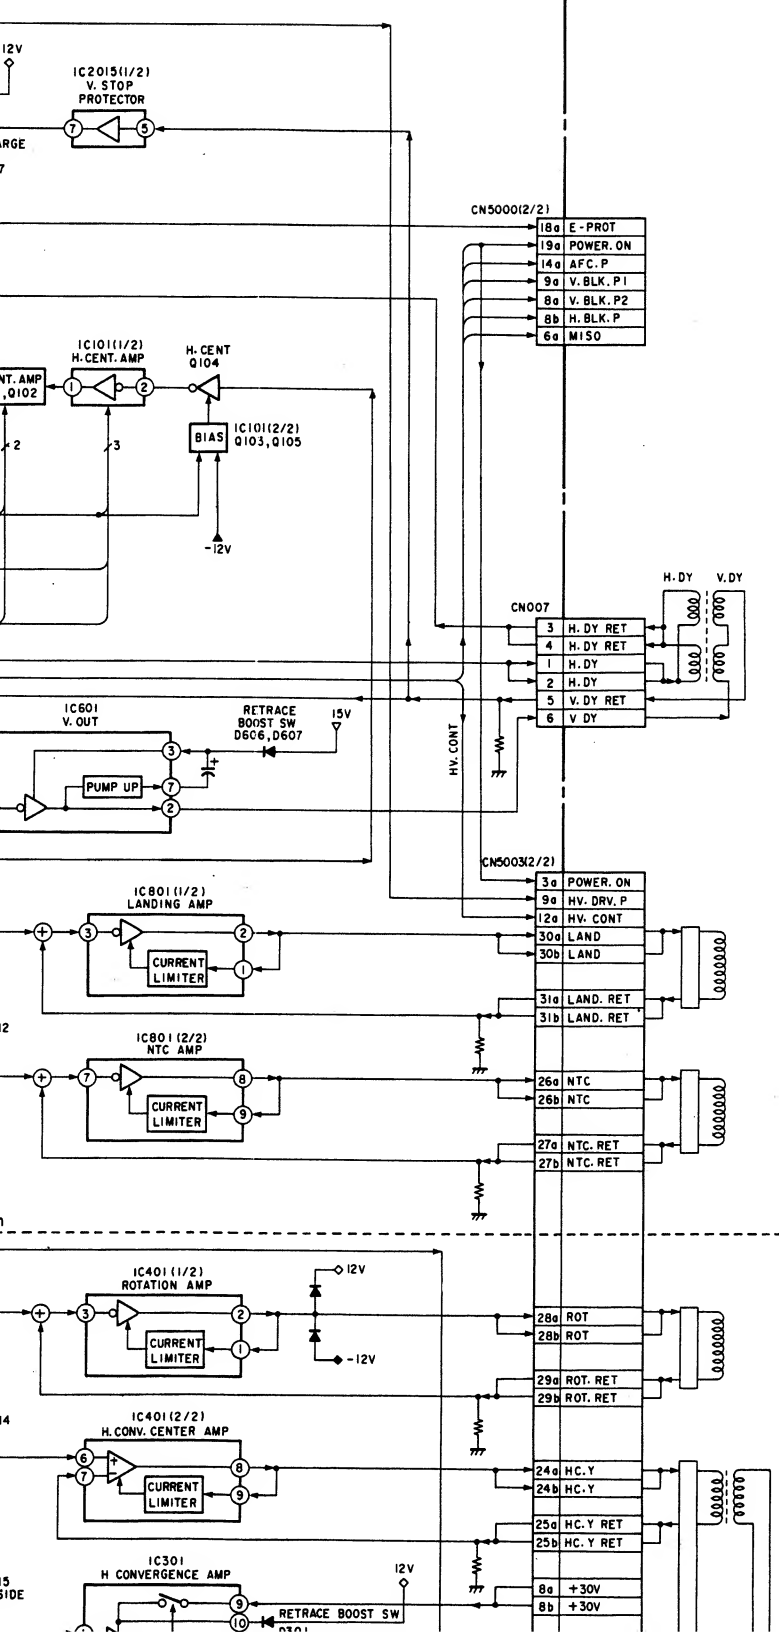 12V
IC2015(1/2)
V. STOP
PROTECTOR
7
5
ARGE
7
CN5000(2/2)
18a E-PROT
19a POWER.ON
14a AFC.P
9a V.BLK.P1
8a V.BLK.P2
8b H.BLK.P
6a MISO
IC101(1/2)
H.CENT.AMP
H.CENT
Q104
NT.AMP
,Q102
1
2
BIAS
IC101(2/2)
Q103,Q105
2
3
-12V
H.DY
V.DY
CN007
3 H.DY RET
4 H.DY RET
1 H.DY
2 H.DY
5 V.DY RET
6 V DY
IC601
V.OUT
RETRACE
BOOST SW
D606,D607
15V
3
+
PUMP UP
7
2
HV.CONT
CN5003(2/2)
3a POWER.ON
9a HV.DRV.P
12a HV.CONT
30a LAND
30b LAND
31a LAND.RET
31b LAND.RET
IC801(1/2)
LANDING AMP
+
3
2
CURRENT
LIMITER
1
12
IC801(2/2)
NTC AMP
+
7
8
CURRENT
LIMITER
9
26a NTC
26b NTC
27a NTC.RET
27b NTC.RET
n
IC401(1/2)
ROTATION AMP
12V
+
3
2
CURRENT
LIMITER
1
-12V
28a ROT
28b ROT
29a ROT.RET
29b ROT.RET
14
IC401(2/2)
H.CONV.CENTER AMP
6
7
+
-
8
CURRENT
LIMITER
9
24a HC.Y
24b HC.Y
25a HC.Y RET
25b HC.Y RET
15
SIDE
IC301
H CONVERGENCE AMP
12V
9
10
RETRACE BOOST SW
D301
8a +30V
8b +30V